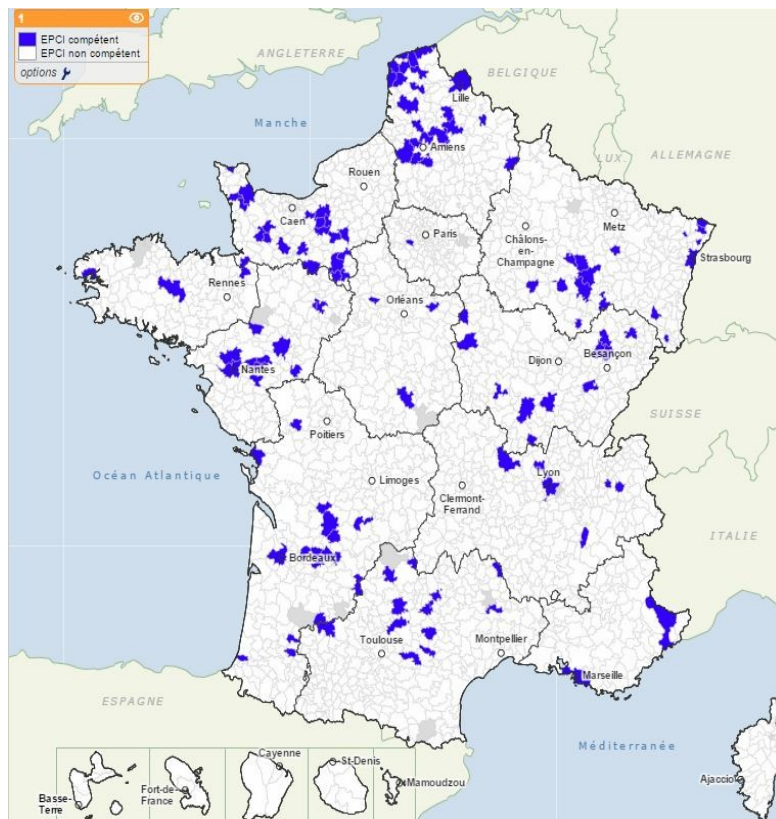 1
EPCI compétent
EPCI non compétent
options
ANGLETERRE
BELGIQUE
Lille
Manche
Amiens
LUX.
ALLEMAGNE
Rouen
Caen
Paris
Châlons-
en-
Champagne
Metz
Strasbourg
Rennes
Orléans
Nantes
Dijon
Besançon
SUISSE
Poitiers
Océan Atlantique
Limoges
Clermont-
Ferrand
Lyon
ITALIE
Bordeaux
Toulouse
Montpellier
Marseille
ESPAGNE
Méditerranée
Ajaccio
Basse-
Terre
Fort-de-
France
Cayenne
St-Denis
Mamoudzou